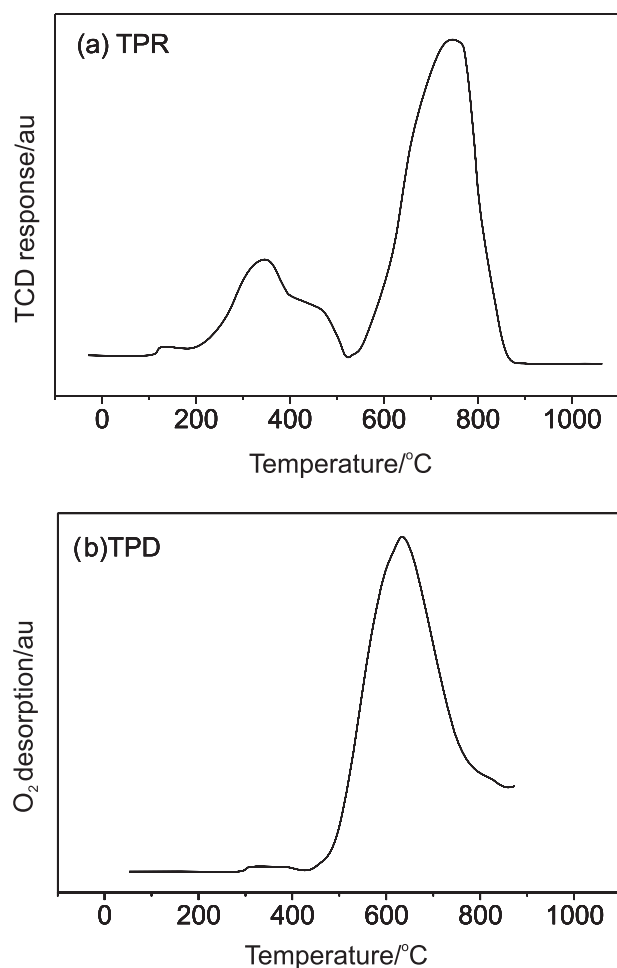 (a) TPR
TCD response/au
0 200 400 600 800 1000
Temperature/°C
(b)TPD
O₂ desorption/au
0 200 400 600 800 1000
Temperature/°C